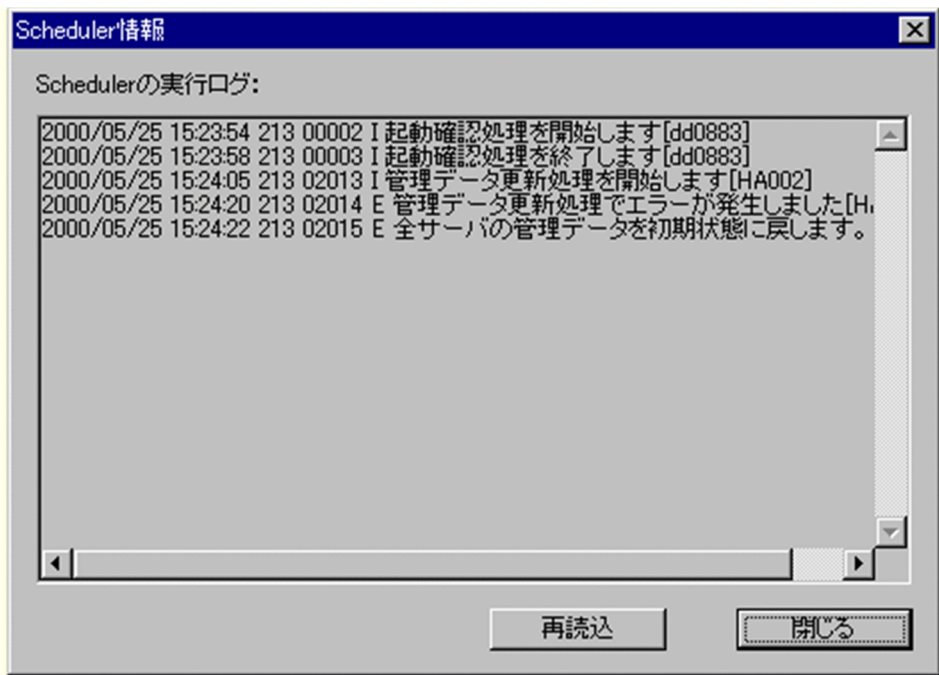 Scheduler情報
Schedulerの実行ログ:
2000/05/25 15:23:54 213 00002 I 起動確認処理を開始します[dd0883]
2000/05/25 15:23:58 213 00003 I 起動確認処理を終了します[dd0883]
2000/05/25 15:24:05 213 02013 I 管理データ更新処理を開始します[HA002]
2000/05/25 15:24:20 213 02014 E 管理データ更新処理でエラーが発生しました[H
2000/05/25 15:24:22 213 02015 E 全サーバの管理データを初期状態に戻します。
再読込
閉じる